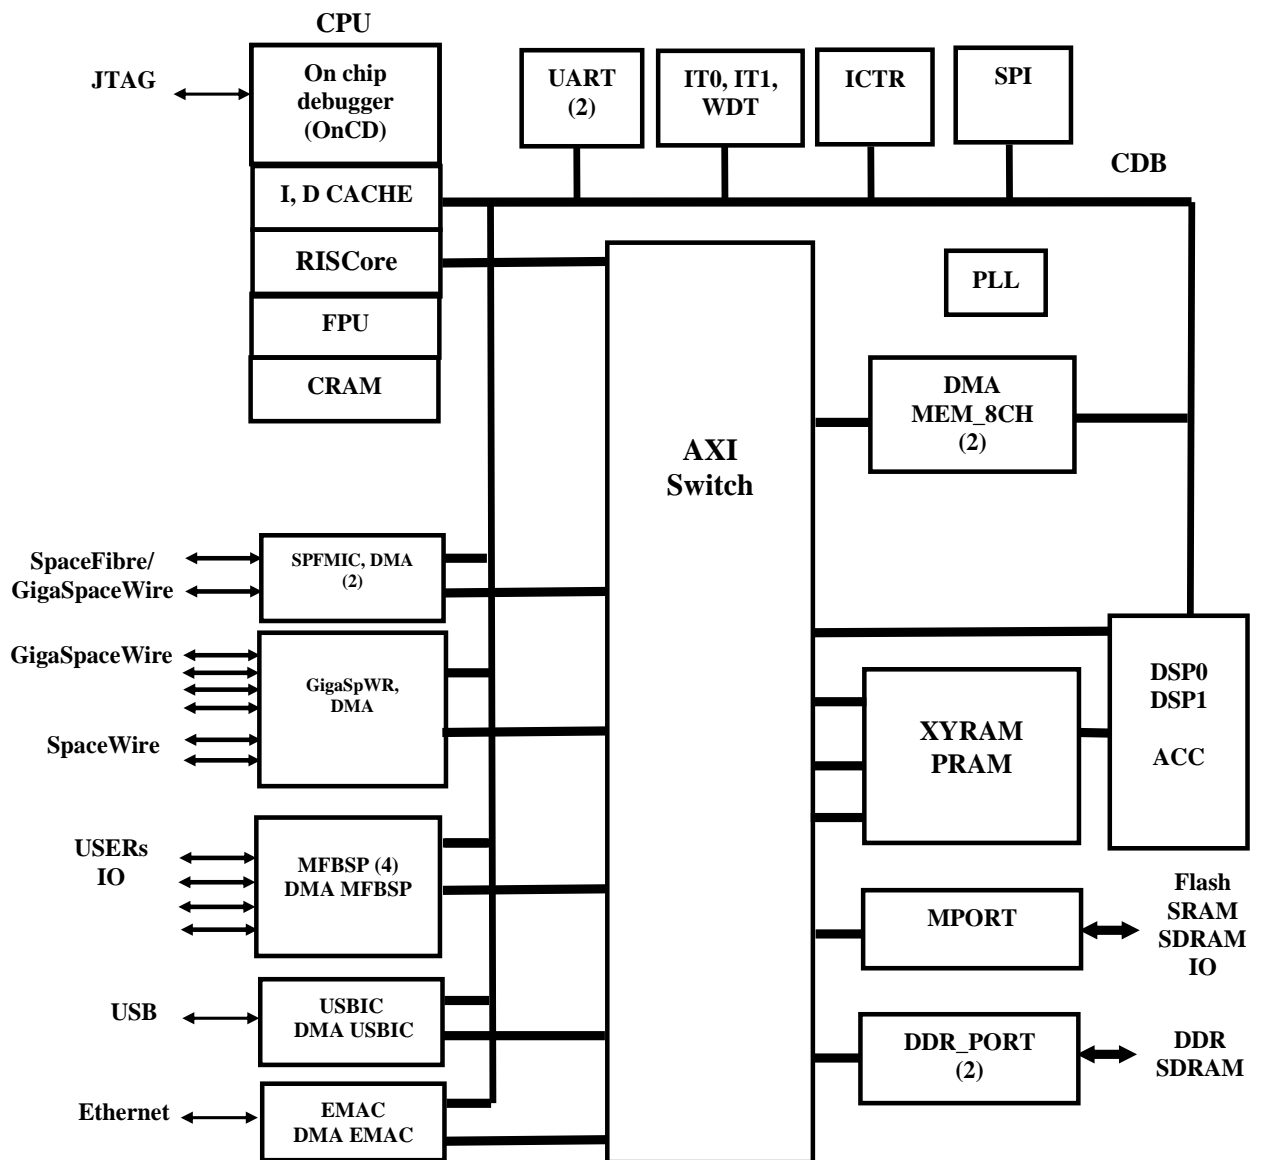 CPU
JTAG
On chip
debugger
(OnCD)
I, D CACHE
RISCore
FPU
CRAM
UART
(2)
IT0, IT1,
WDT
ICTR
SPI
CDB
PLL
DMA
MEM_8CH
(2)
AXI
Switch
SpaceFibre/
GigaSpaceWire
SPFMIC, DMA
(2)
GigaSpaceWire
SpaceWire
GigaSpWR,
DMA
DSP0
DSP1
ACC
XYRAM
PRAM
USERs
IO
MFBSP (4)
DMA MFBSP
MPORT
Flash
SRAM
SDRAM
IO
USB
USBIC
DMA USBIC
DDR_PORT
(2)
DDR
SDRAM
Ethernet
EMAC
DMA EMAC